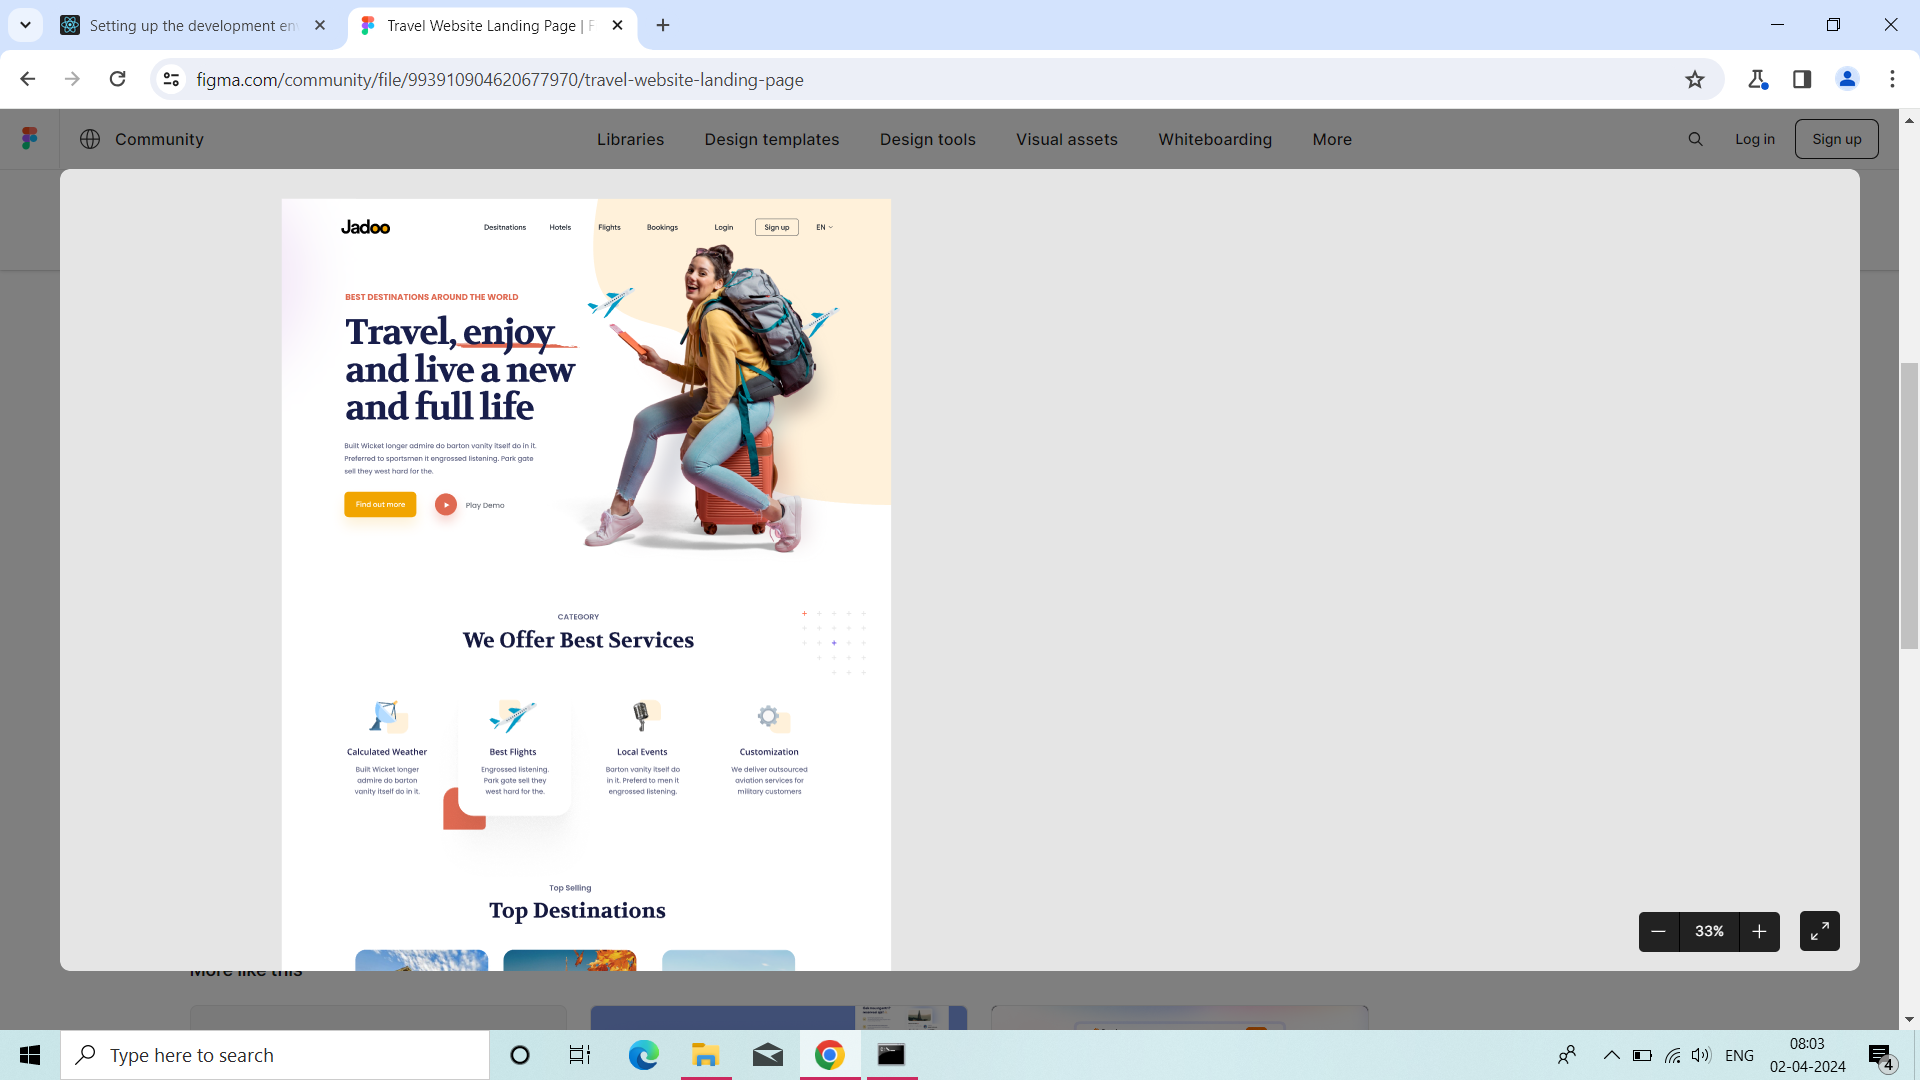 Setting up the development en
Travel Website Landing Page | F
figma.com/community/file/993910904620677970/travel-website-landing-page
Community
Libraries
Design templates
Design tools
Visual assets
Whiteboarding
More
Log in
Sign up
Jadoo
Desitnations
Hotels
Flights
Bookings
Login
Sign up
EN
BEST DESTINATIONS AROUND THE WORLD
Travel, enjoy
and live a new
and full life
Built Wicket longer admire do barton vanity itself do in it.
Preferred to sportsmen it engrossed listening. Park gate
sell they west hard for the.
Find out more
Play Demo
CATEGORY
We Offer Best Services
Calculated Weather
Built Wicket longer
admire do barton
vanity itself do in it.
Best Flights
Engrossed listening.
Park gate sell they
west hard for the.
Local Events
Barton vanity itself do
in it. Preferd to men it
engrossed listening.
Customization
We deliver outsourced
aviation services for
military customers
Top Selling
Top Destinations
33%
More like this
Type here to search
ENG
08:03
02-04-2024
4